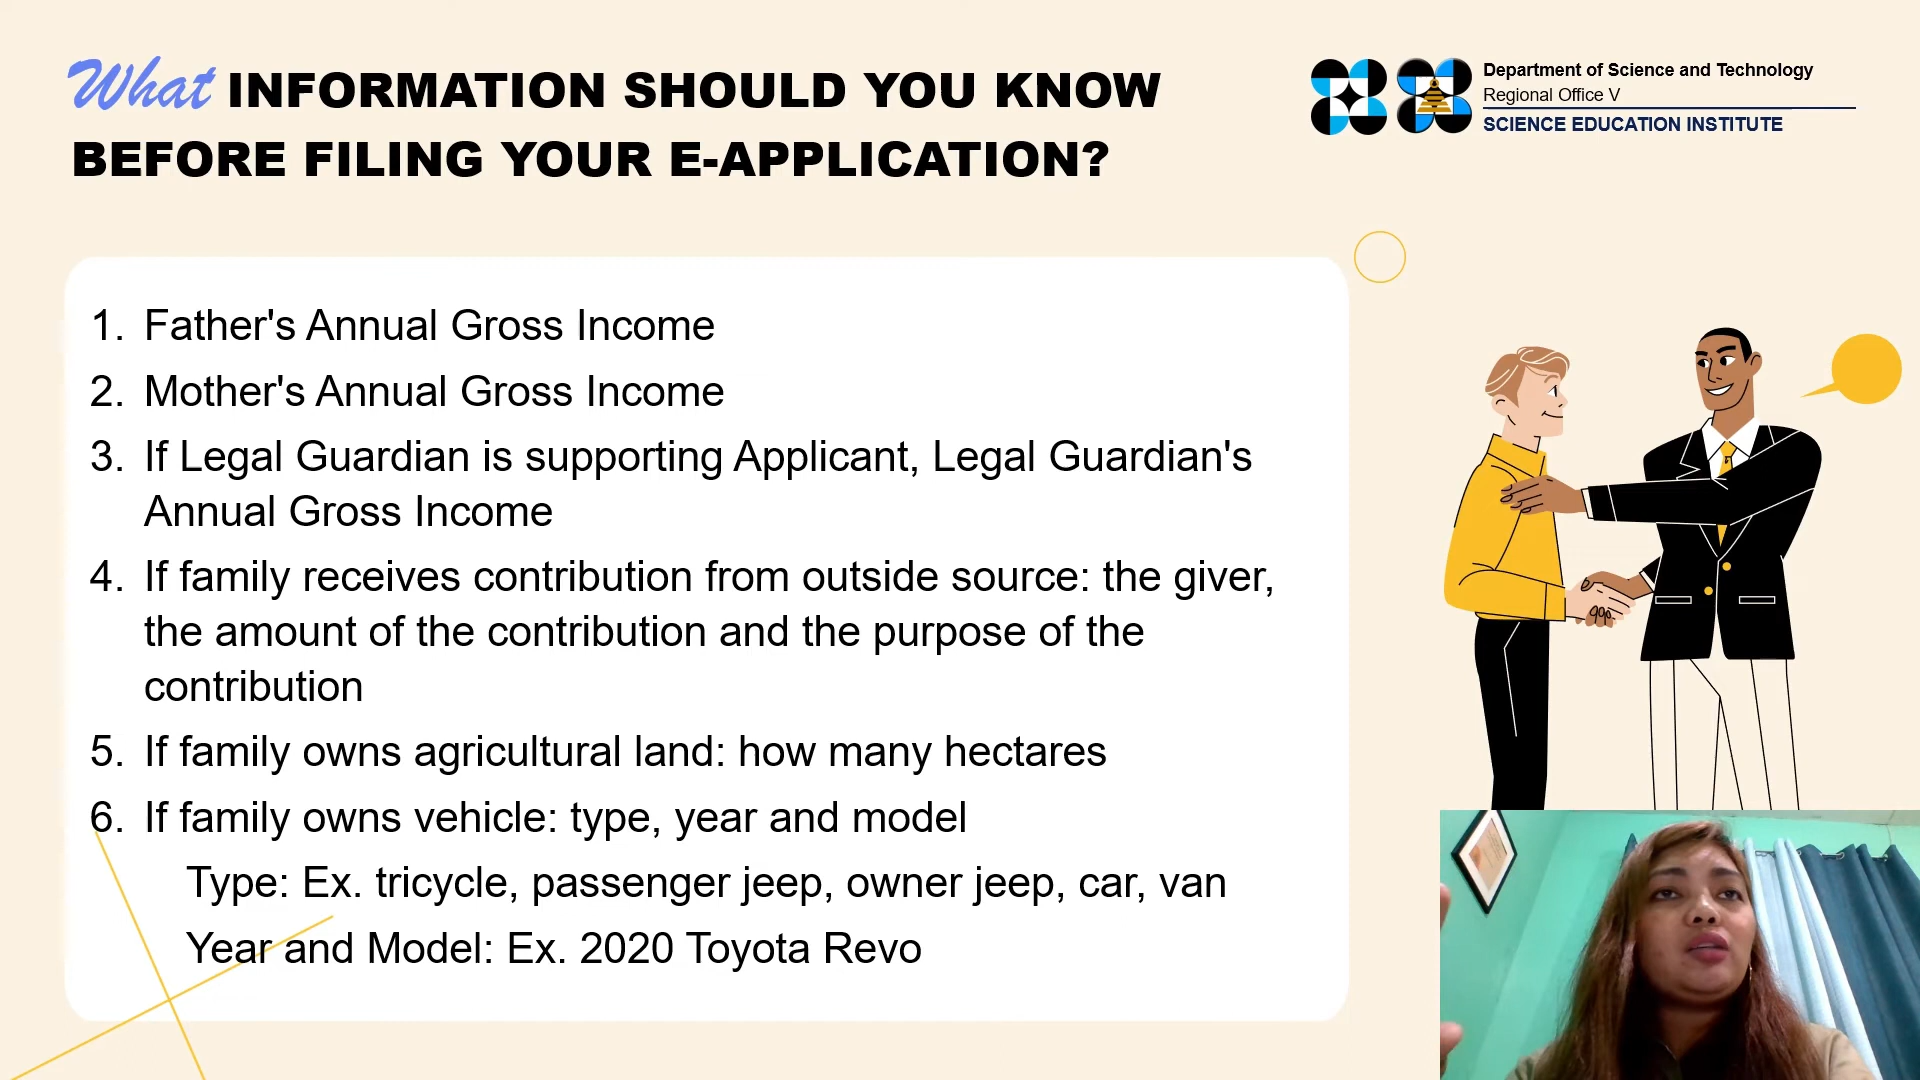 What INFORMATION SHOULD YOU KNOW
BEFORE FILING YOUR E-APPLICATION?
Department of Science and Technology
Regional Office V
SCIENCE EDUCATION INSTITUTE
1. Father's Annual Gross Income
2. Mother's Annual Gross Income
3. If Legal Guardian is supporting Applicant, Legal Guardian's
Annual Gross Income
4. If family receives contribution from outside source: the giver,
the amount of the contribution and the purpose of the
contribution
5. If family owns agricultural land: how many hectares
6. If family owns vehicle: type, year and model
Type: Ex. tricycle, passenger jeep, owner jeep, car, van
Year and Model: Ex. 2020 Toyota Revo